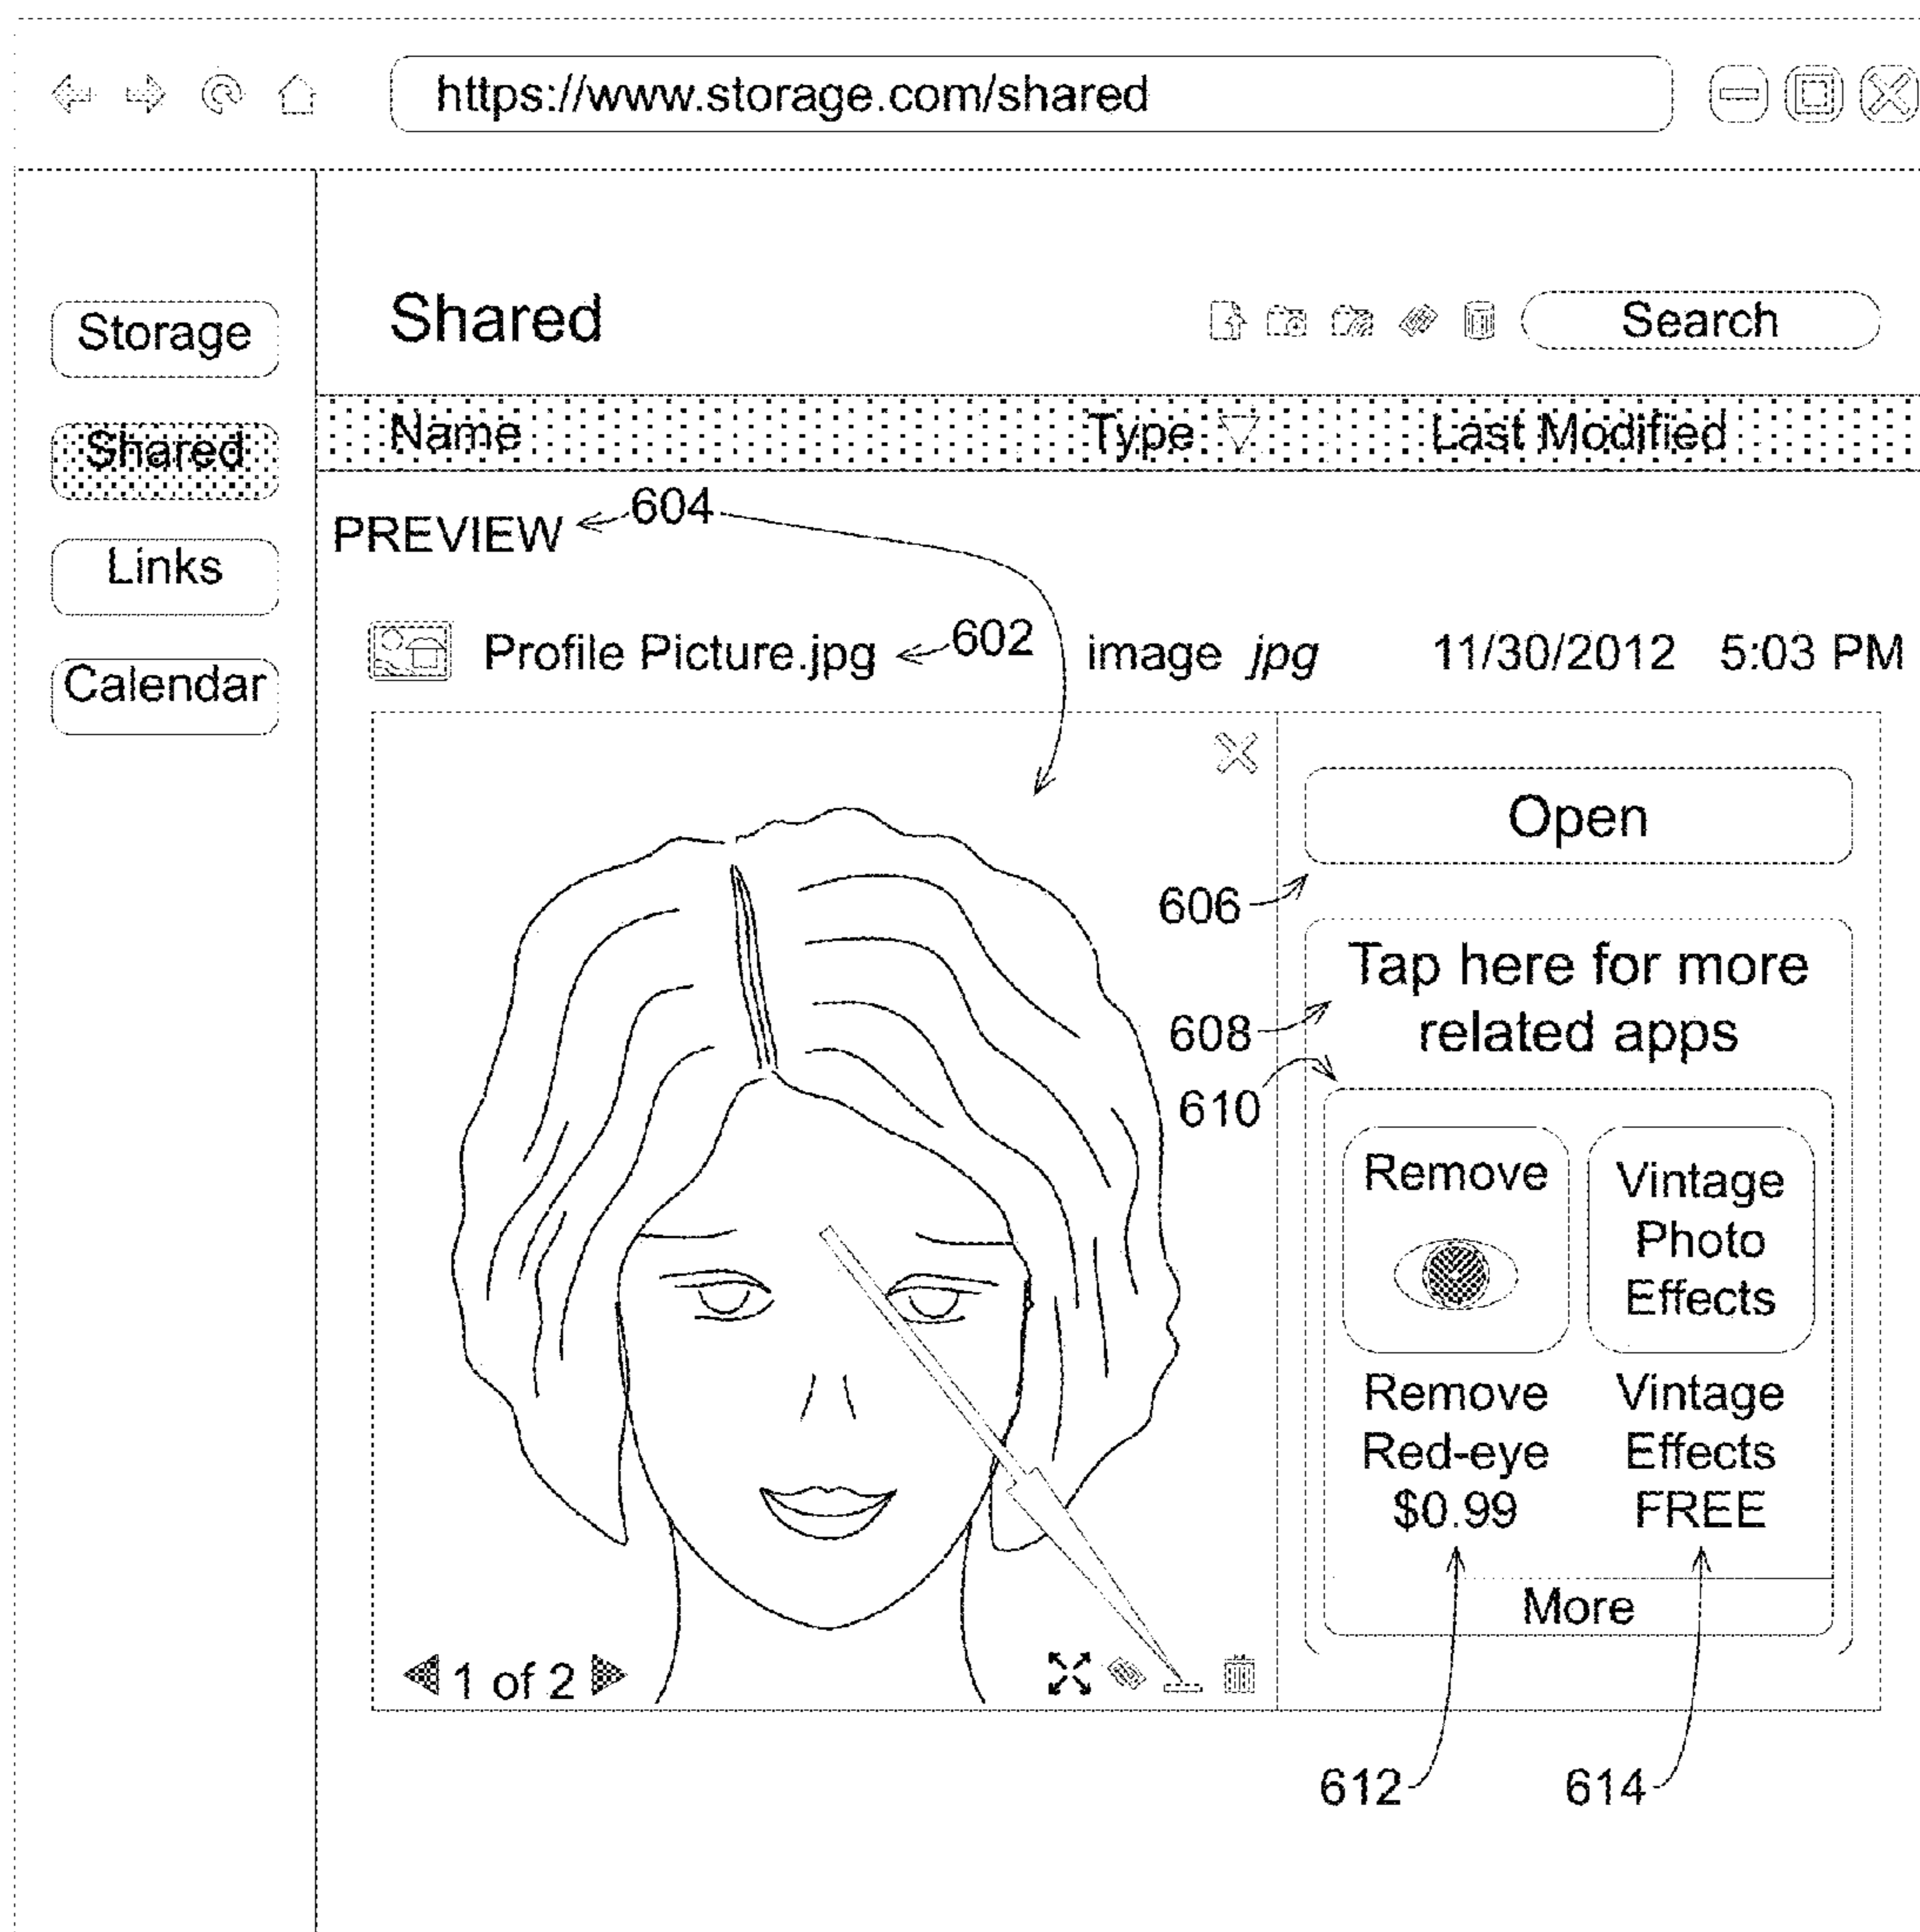 https://www.storage.com/shared
Storage
Shared
Links
Calendar
Shared
Search
Name Type Last Modified
PREVIEW 604
Profile Picture.jpg 602 image jpg 11/30/2012 5:03 PM
Open
606
Tap here for more
related apps
608
610
Remove
Vintage
Photo
Effects
Remove
Red-eye
$0.99
Vintage
Effects
FREE
More
1 of 2
612 614